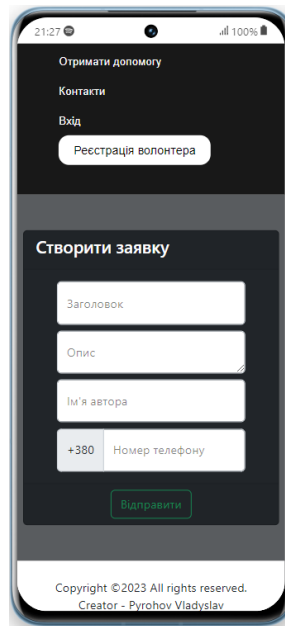 21:27 100%
Отримати допомогу
Контакти
Вхід
Реєстрація волонтера
Створити заявку
Заголовок
Опис
Ім'я автора
+380 Номер телефону
Відправити
Copyright ©2023 All rights reserved.
Creator - Pyrohov Vladyslav